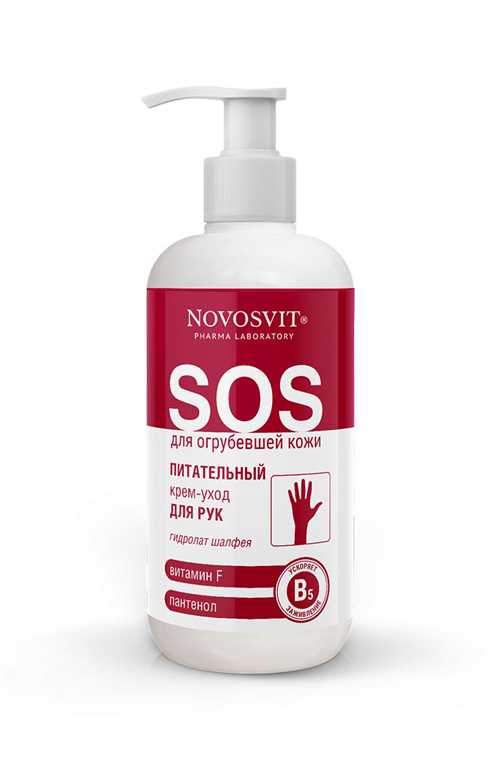 NOVOSVIT®
PHARMA LABORATORY
SOS
для огрубевшей кожи
ПИТАТЕЛЬНЫЙ
крем-уход
ДЛЯ РУК
гидролат шалфея
витамин F
пантенол
УСКОРЯЕТ
B5
ЗАЖИВЛЕНИЕ